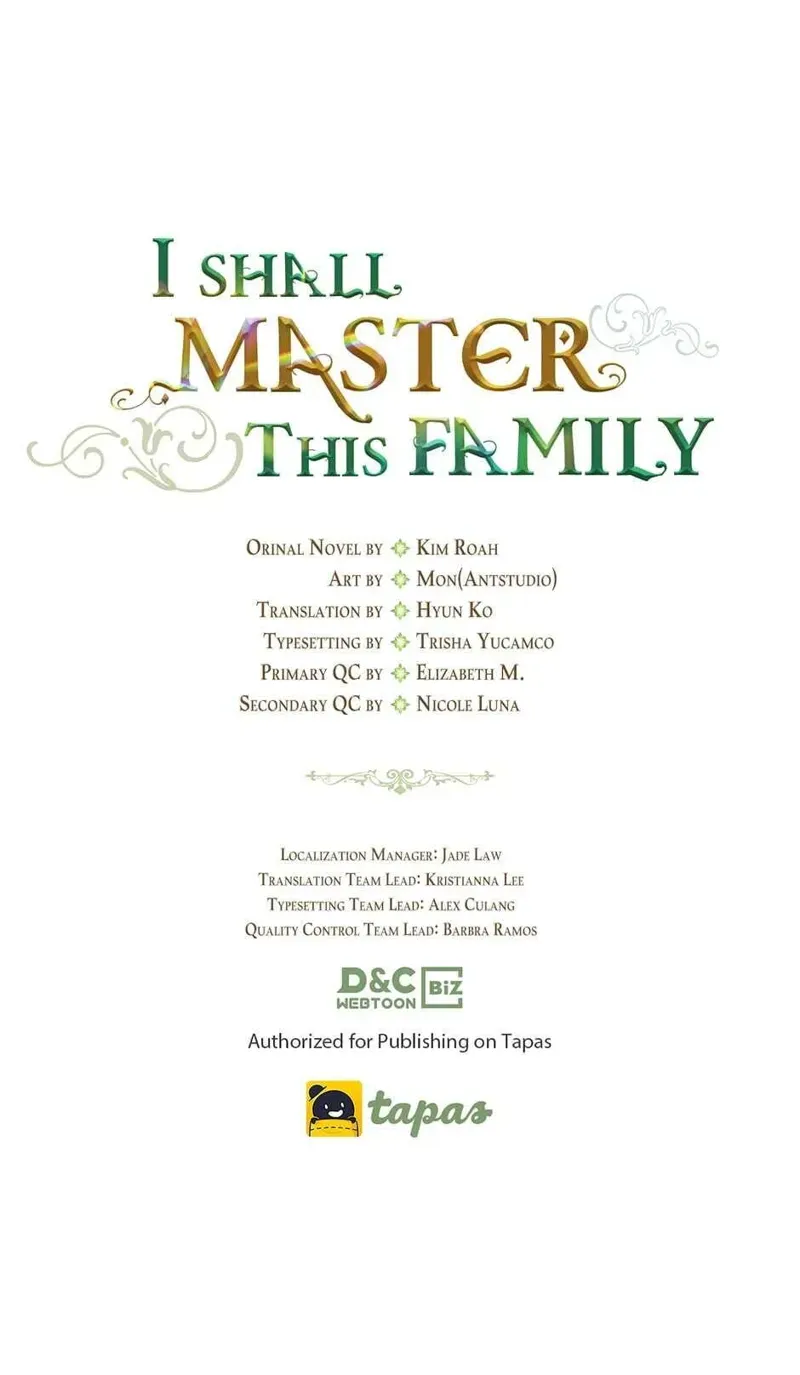 I SHALL
MASTER
THIS FAMILY
ORINAL NOVEL BY KIM ROAH
ART BY MON(ANTSTUDIO)
TRANSLATION BY HYUN KO
TYPESETTING BY TRISHA YUCAMCO
PRIMARY QC BY ELIZABETH M.
SECONDARY QC BY NICOLE LUNA
LOCALIZATION MANAGER: JADE LAW
TRANSLATION TEAM LEAD: KRISTIANNA LEE
TYPESETTING TEAM LEAD: ALEX CULANG
QUALITY CONTROL TEAM LEAD: BARBRA RAMOS
D&C BiZ
WEBTOON
Authorized for Publishing on Tapas
tapas